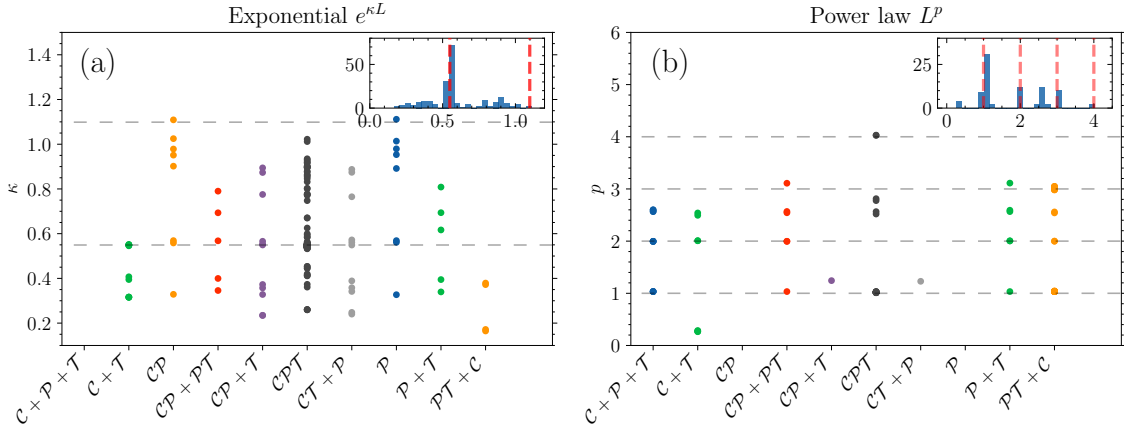 Exponential $e^{\kappa L}$
(a)
κ
1.4
1.2
1.0
0.8
0.6
0.4
0.2
50
0
0.0 0.5 1.0
𝒞 + 𝒫 + 𝒯
𝒞 + 𝒯
𝒞𝒫
𝒞𝒫 + 𝒫𝒯
𝒞𝒫 + 𝒯
𝒞𝒫𝒯
𝒞𝒯 + 𝒫
𝒫
𝒫 + 𝒯
𝒫𝒯 + 𝒞
Power law $L^p$
(b)
p
6
5
4
3
2
1
0
25
0
0 2 4
𝒞 + 𝒫 + 𝒯
𝒞 + 𝒯
𝒞𝒫
𝒞𝒫 + 𝒫𝒯
𝒞𝒫 + 𝒯
𝒞𝒫𝒯
𝒞𝒯 + 𝒫
𝒫
𝒫 + 𝒯
𝒫𝒯 + 𝒞